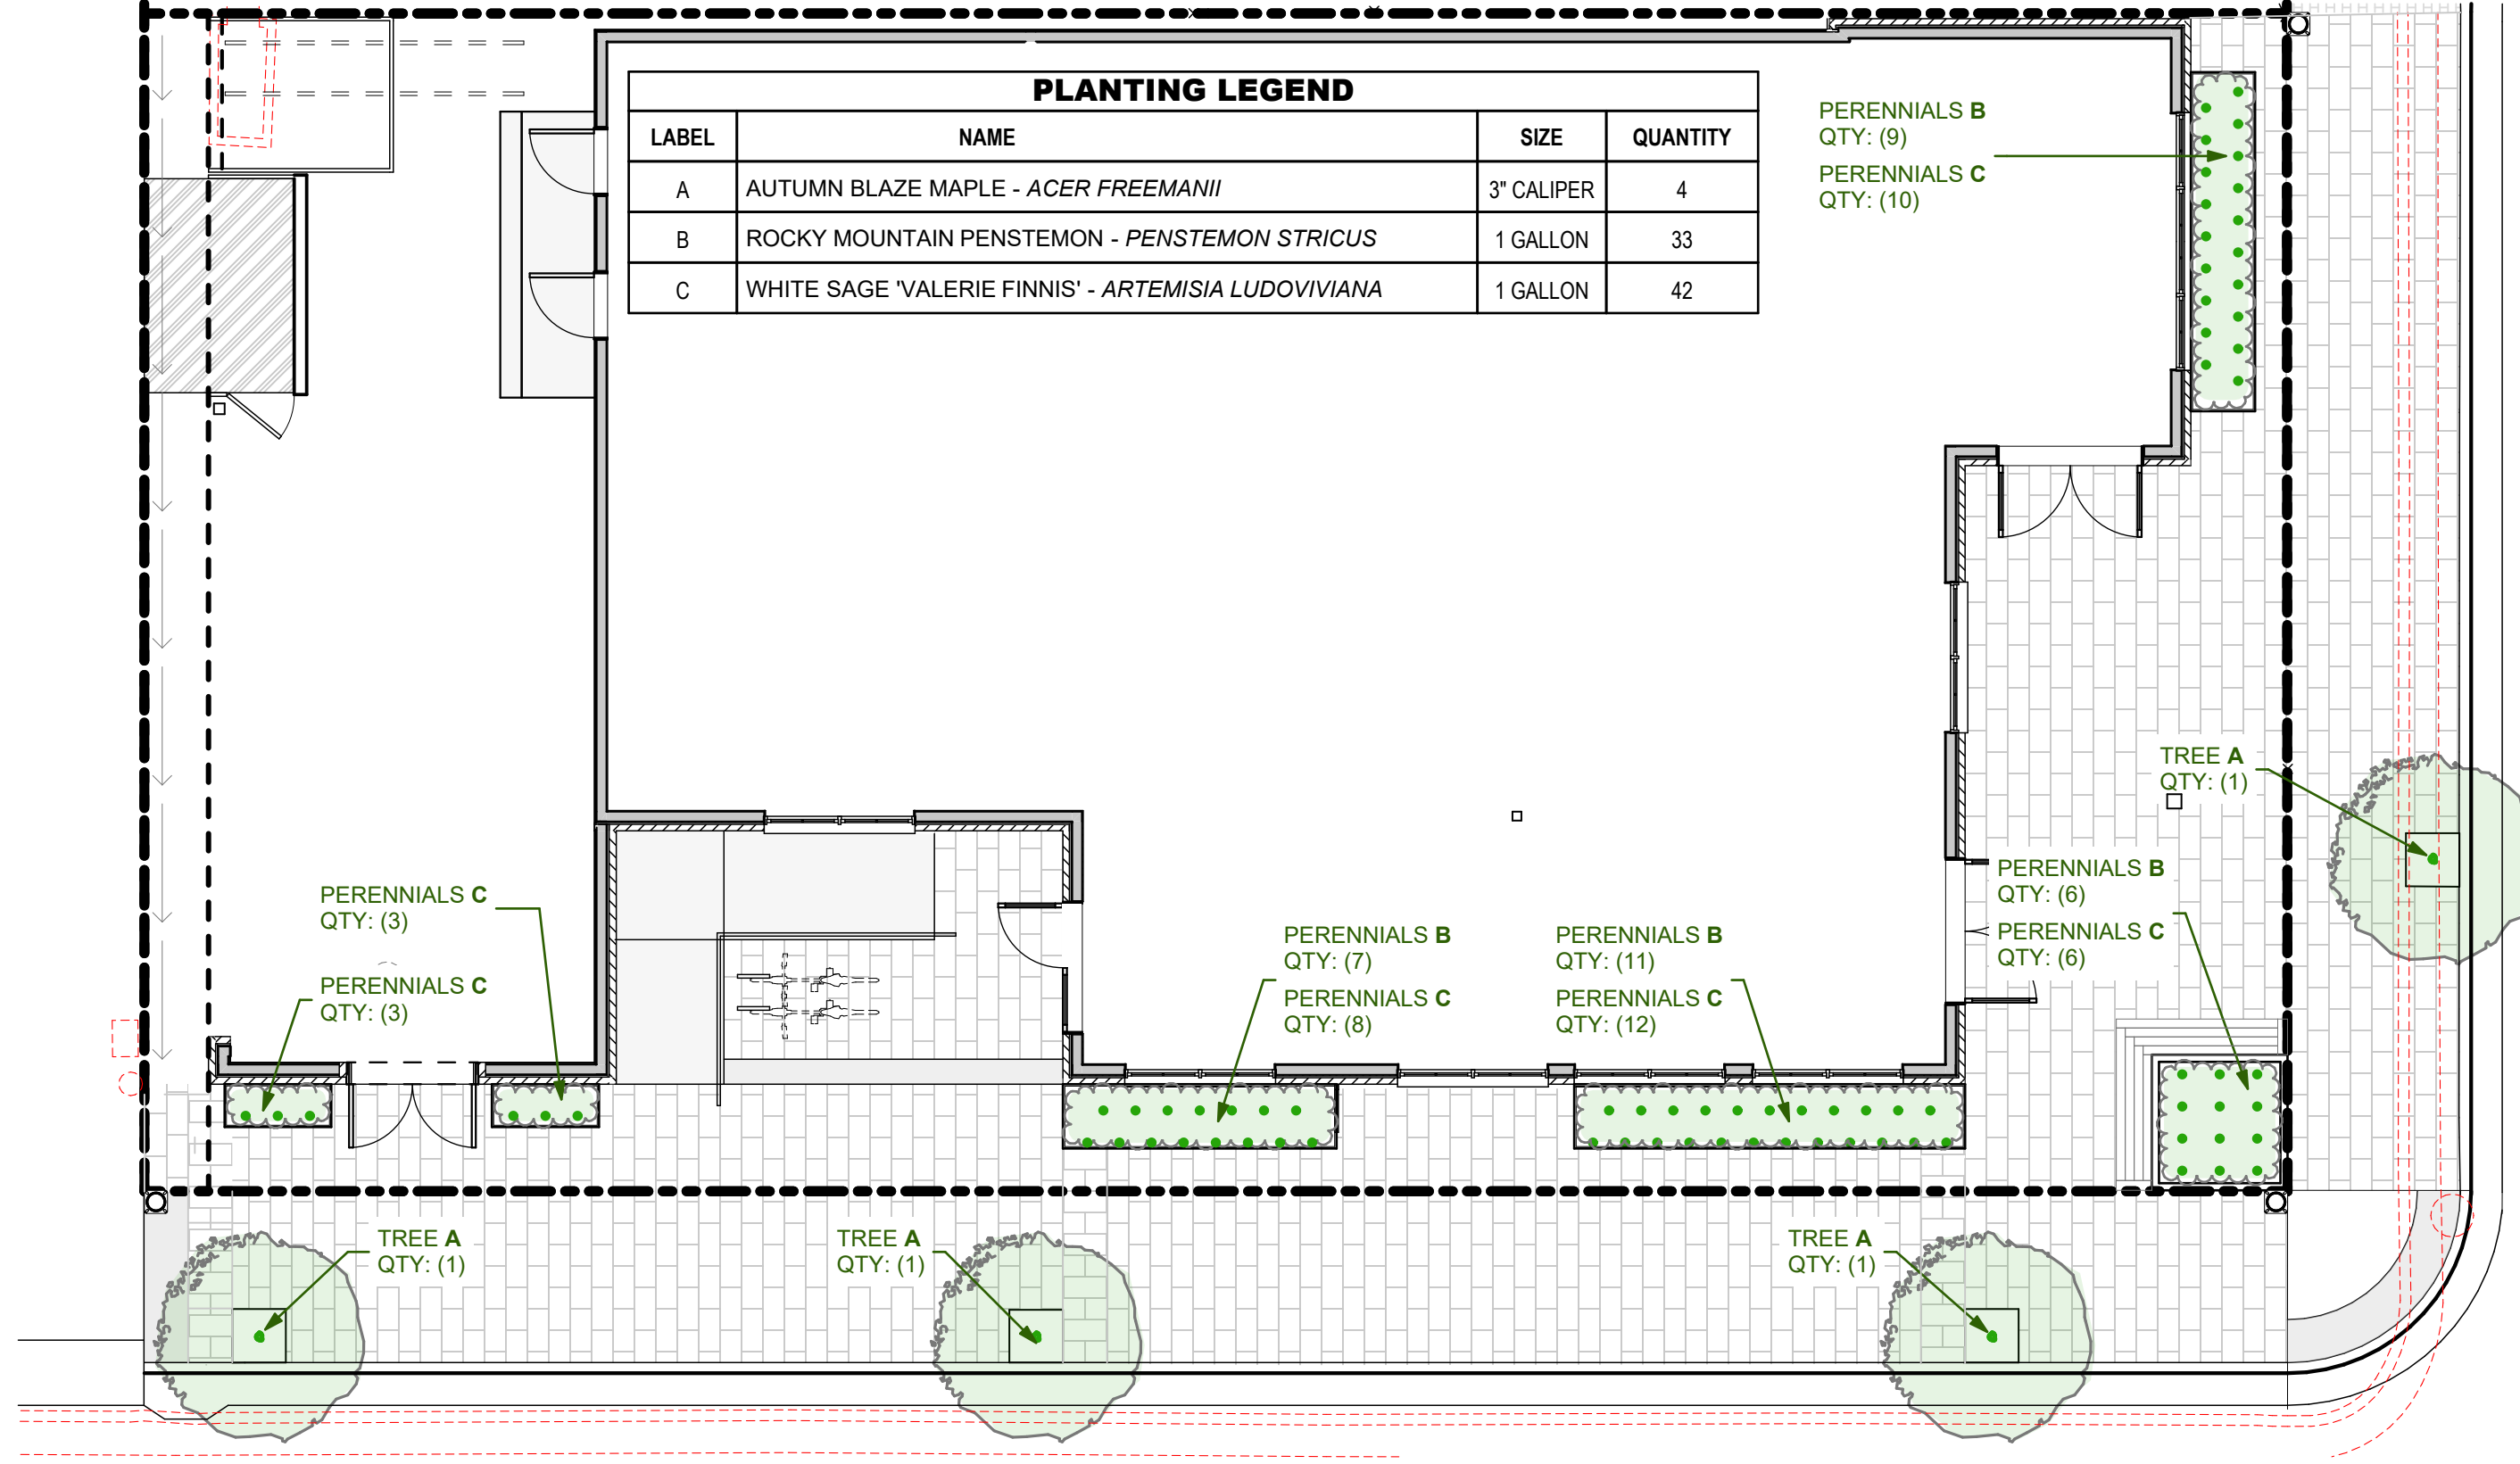 PLANTING LEGEND
LABEL NAME SIZE QUANTITY
A AUTUMN BLAZE MAPLE - ACER FREEMANII 3" CALIPER 4
B ROCKY MOUNTAIN PENSTEMON - PENSTEMON STRICUS 1 GALLON 33
C WHITE SAGE 'VALERIE FINNIS' - ARTEMISIA LUDOVIVIANA 1 GALLON 42
PERENNIALS B
QTY: (9)
PERENNIALS C
QTY: (10)
TREE A
QTY: (1)
PERENNIALS B
QTY: (6)
PERENNIALS C
QTY: (6)
PERENNIALS C
QTY: (3)
PERENNIALS C
QTY: (3)
PERENNIALS B
QTY: (7)
PERENNIALS C
QTY: (8)
PERENNIALS B
QTY: (11)
PERENNIALS C
QTY: (12)
TREE A
QTY: (1)
TREE A
QTY: (1)
TREE A
QTY: (1)